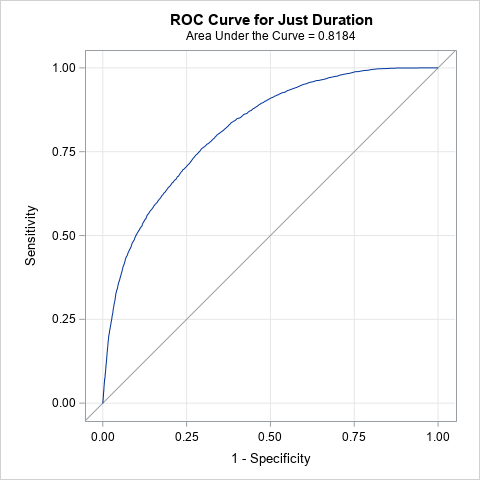 ROC Curve for Just Duration
Area Under the Curve = 0.8184
1.00
0.75
0.50
0.25
0.00
Sensitivity
0.00 0.25 0.50 0.75 1.00
1 - Specificity